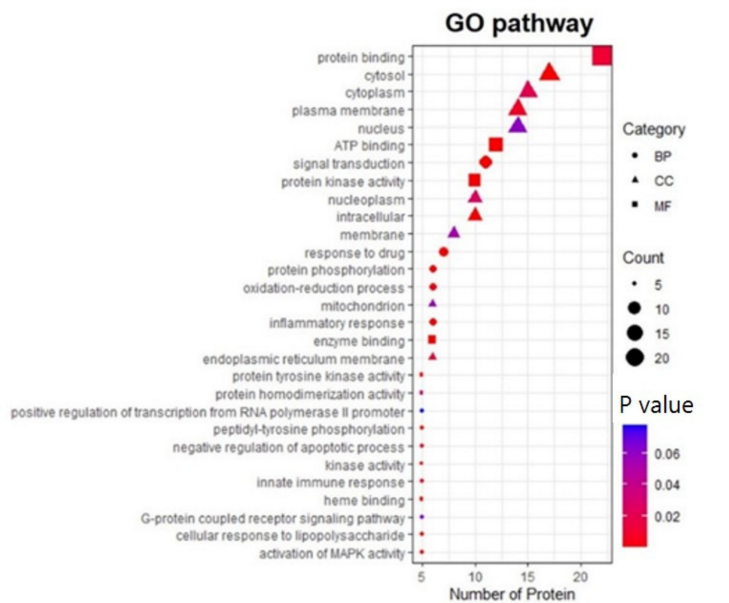 GO pathway
protein binding
cytosol
cytoplasm
plasma membrane
nucleus
ATP binding
signal transduction
protein kinase activity
nucleoplasm
intracellular
membrane
response to drug
protein phosphorylation
oxidation-reduction process
mitochondrion
inflammatory response
enzyme binding
endoplasmic reticulum membrane
protein tyrosine kinase activity
protein homodimerization activity
positive regulation of transcription from RNA polymerase II promoter
peptidyl-tyrosine phosphorylation
negative regulation of apoptotic process
kinase activity
innate immune response
heme binding
G-protein coupled receptor signaling pathway
cellular response to lipopolysaccharide
activation of MAPK activity
5 10 15 20
Number of Protein
Category
BP
CC
MF
Count
5
10
15
20
P value
0.06
0.04
0.02